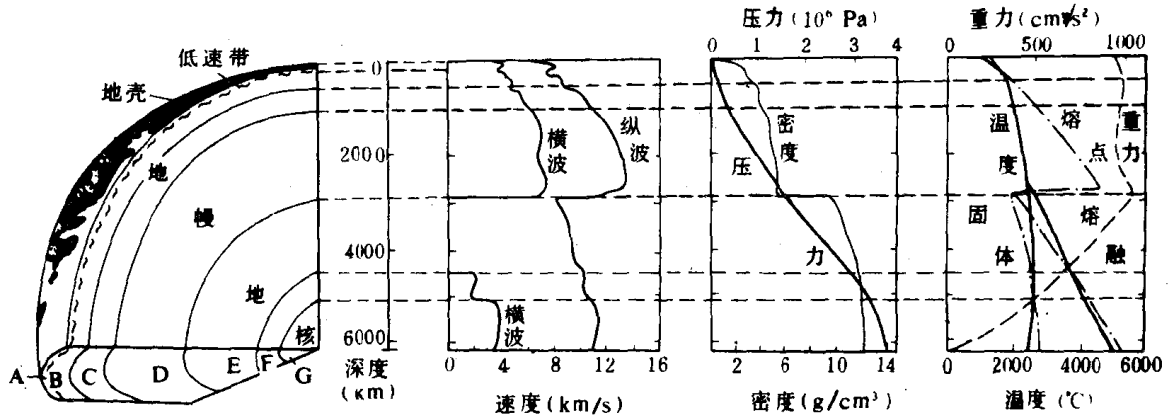 低速带
地壳
地
幔
地
核
A
B
C
D
E
F
G
0
2000
4000
6000
深度
(км)
横波
纵波
横波
0
4
8
12
16
速度(km/s)
压力(10⁶ Pa)
0
1
2
3
4
密度
压
力
2
6
10
14
密度(g/cm³)
重力(cm/s²)
0
500
1000
温
度
熔
点
重力
固
体
熔
融
0
2000
4000
6000
温度(℃)